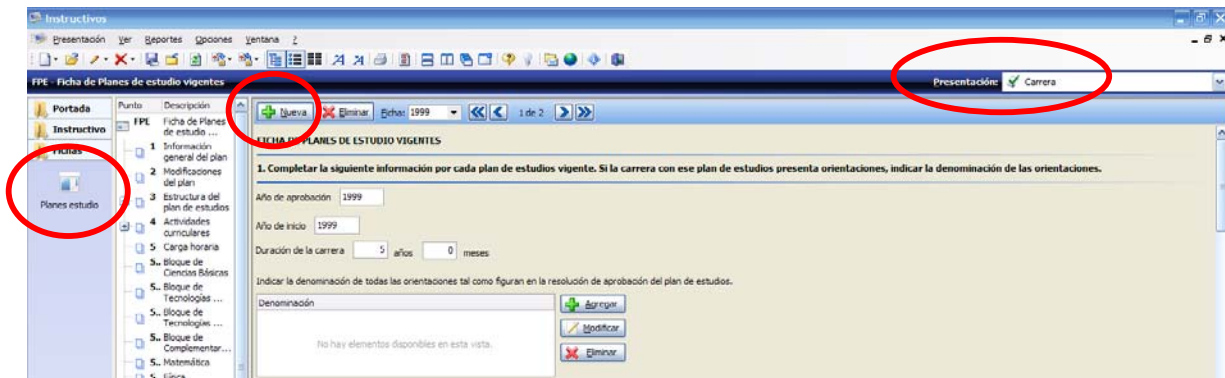 Instructivos
Presentación Ver Reportes Opciones Ventana ?
FPE - Ficha de Planes de estudio vigentes
Presentación: Carrera
Portada
Instructivo
Fichas
Planes estudio
Punto Descripción
FPE Ficha de Planes de estudio ...
1 Información general del plan
2 Modificaciones del plan
3 Estructura del plan de estudios
4 Actividades curriculares
5 Carga horaria
5.. Bloque de Ciencias Básicas
5.. Bloque de Tecnologías ...
5.. Bloque de Tecnologías ...
5.. Bloque de Complementar...
5.. Matemática
5.. Física
Nueva Eliminar Ficha: 1999 1 de 2
FICHA DE PLANES DE ESTUDIO VIGENTES
1. Completar la siguiente información por cada plan de estudios vigente. Si la carrera con ese plan de estudios presenta orientaciones, indicar la denominación de las orientaciones.
Año de aprobación 1999
Año de inicio 1999
Duración de la carrera 5 años 0 meses
Indicar la denominación de todas las orientaciones tal como figuran en la resolución de aprobación del plan de estudios.
Denominación
No hay elementos disponibles en esta vista.
Agregar
Modificar
Eliminar